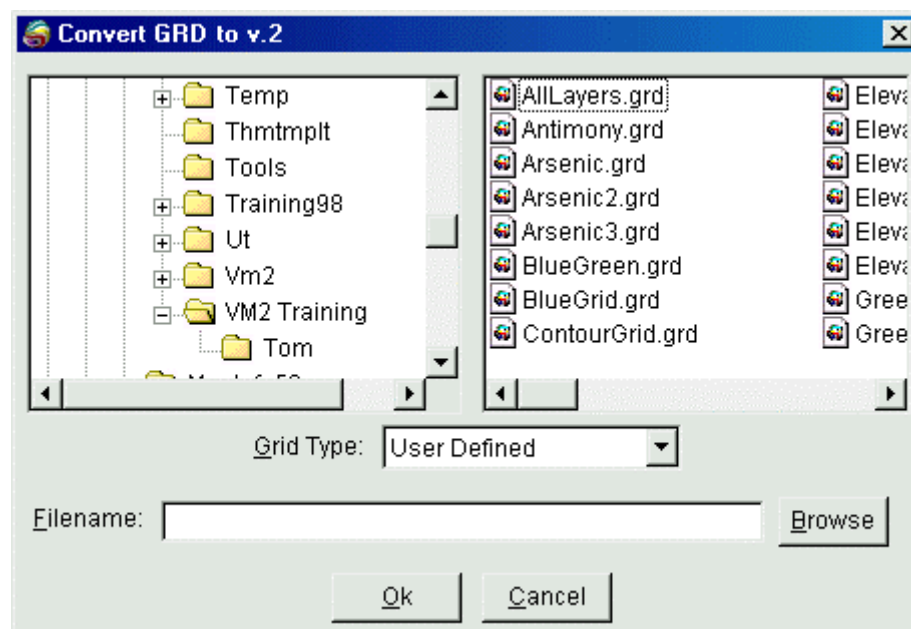 Convert GRD to v.2
Temp
Thmtmplt
Tools
Training98
Ut
Vm2
VM2 Training
Tom
AllLayers.grd
Antimony.grd
Arsenic.grd
Arsenic2.grd
Arsenic3.grd
BlueGreen.grd
BlueGrid.grd
ContourGrid.grd
Grid Type:
User Defined
Filename:
Browse
Ok
Cancel